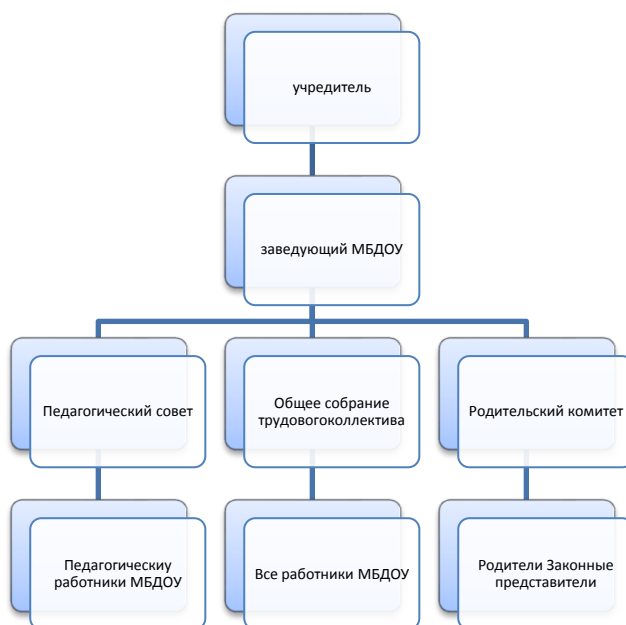 учредитель
заведующий МБДОУ
Педагогический совет
Общее собрание
трудовогоколлектива
Родительский комитет
Педагогическиу
работники МБДОУ
Все работники МБДОУ
Родители Законные
представители